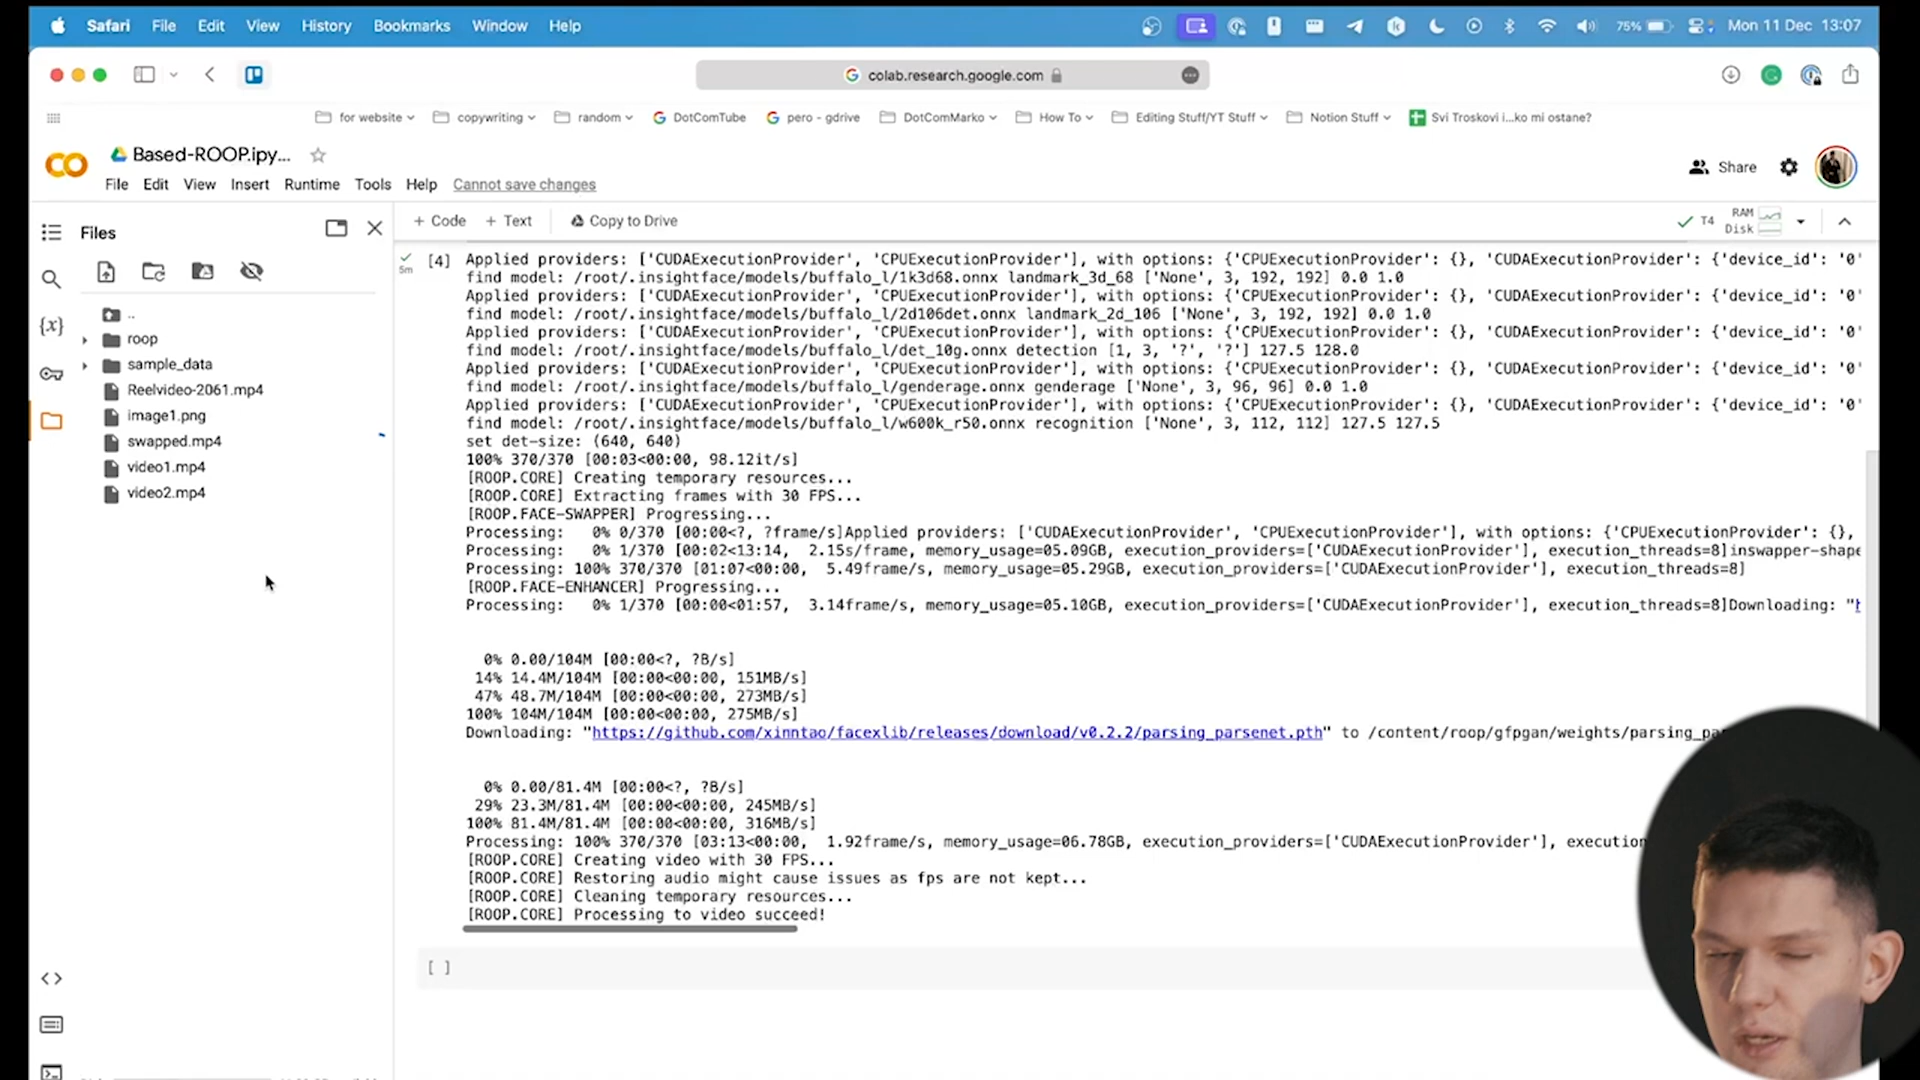 Safari File Edit View History Bookmarks Window Help 75% Mon 11 Dec 13:07
colab.research.google.com
for website copywriting random DotComTube pero - gdrive DotComMarko How To Editing Stuff/YT Stuff Notion Stuff Svi Troskovi i...ko mi ostane?
CO Based-ROOP.ipy... Share
File Edit View Insert Runtime Tools Help Cannot save changes
Files + Code + Text Copy to Drive T4 RAM Disk
..
roop
sample_data
Reelvideo-2061.mp4
image1.png
swapped.mp4
video1.mp4
video2.mp4
{x}
5m
[4] Applied providers: ['CUDAExecutionProvider', 'CPUExecutionProvider'], with options: {'CPUExecutionProvider': {}, 'CUDAExecutionProvider': {'device_id': '0'
find model: /root/.insightface/models/buffalo_l/1k3d68.onnx landmark_3d_68 ['None', 3, 192, 192] 0.0 1.0
Applied providers: ['CUDAExecutionProvider', 'CPUExecutionProvider'], with options: {'CPUExecutionProvider': {}, 'CUDAExecutionProvider': {'device_id': '0'
find model: /root/.insightface/models/buffalo_l/2d106det.onnx landmark_2d_106 ['None', 3, 192, 192] 0.0 1.0
Applied providers: ['CUDAExecutionProvider', 'CPUExecutionProvider'], with options: {'CPUExecutionProvider': {}, 'CUDAExecutionProvider': {'device_id': '0'
find model: /root/.insightface/models/buffalo_l/det_10g.onnx detection [1, 3, '?', '?'] 127.5 128.0
Applied providers: ['CUDAExecutionProvider', 'CPUExecutionProvider'], with options: {'CPUExecutionProvider': {}, 'CUDAExecutionProvider': {'device_id': '0'
find model: /root/.insightface/models/buffalo_l/genderage.onnx genderage ['None', 3, 96, 96] 0.0 1.0
Applied providers: ['CUDAExecutionProvider', 'CPUExecutionProvider'], with options: {'CPUExecutionProvider': {}, 'CUDAExecutionProvider': {'device_id': '0'
find model: /root/.insightface/models/buffalo_l/w600k_r50.onnx recognition ['None', 3, 112, 112] 127.5 127.5
set det-size: (640, 640)
100% 370/370 [00:03<00:00, 98.12it/s]
[ROOP.CORE] Creating temporary resources...
[ROOP.CORE] Extracting frames with 30 FPS...
[ROOP.FACE-SWAPPER] Progressing...
Processing: 0% 0/370 [00:00<?, ?frame/s]Applied providers: ['CUDAExecutionProvider', 'CPUExecutionProvider'], with options: {'CPUExecutionProvider': {},
Processing: 0% 1/370 [00:02<13:14, 2.15s/frame, memory_usage=05.09GB, execution_providers=['CUDAExecutionProvider'], execution_threads=8]inswapper-shape
Processing: 100% 370/370 [01:07<00:00, 5.49frame/s, memory_usage=05.29GB, execution_providers=['CUDAExecutionProvider'], execution_threads=8]
[ROOP.FACE-ENHANCER] Progressing...
Processing: 0% 1/370 [00:00<01:57, 3.14frame/s, memory_usage=05.10GB, execution_providers=['CUDAExecutionProvider'], execution_threads=8]Downloading: "h
0% 0.00/104M [00:00<?, ?B/s]
14% 14.4M/104M [00:00<00:00, 151MB/s]
47% 48.7M/104M [00:00<00:00, 273MB/s]
100% 104M/104M [00:00<00:00, 275MB/s]
Downloading: "https://github.com/xinntao/facexlib/releases/download/v0.2.2/parsing_parsenet.pth" to /content/roop/gfpgan/weights/parsing_pa
0% 0.00/81.4M [00:00<?, ?B/s]
29% 23.3M/81.4M [00:00<00:00, 245MB/s]
100% 81.4M/81.4M [00:00<00:00, 316MB/s]
Processing: 100% 370/370 [03:13<00:00, 1.92frame/s, memory_usage=06.78GB, execution_providers=['CUDAExecutionProvider'], execution
[ROOP.CORE] Creating video with 30 FPS...
[ROOP.CORE] Restoring audio might cause issues as fps are not kept...
[ROOP.CORE] Cleaning temporary resources...
[ROOP.CORE] Processing to video succeed!
[ ]